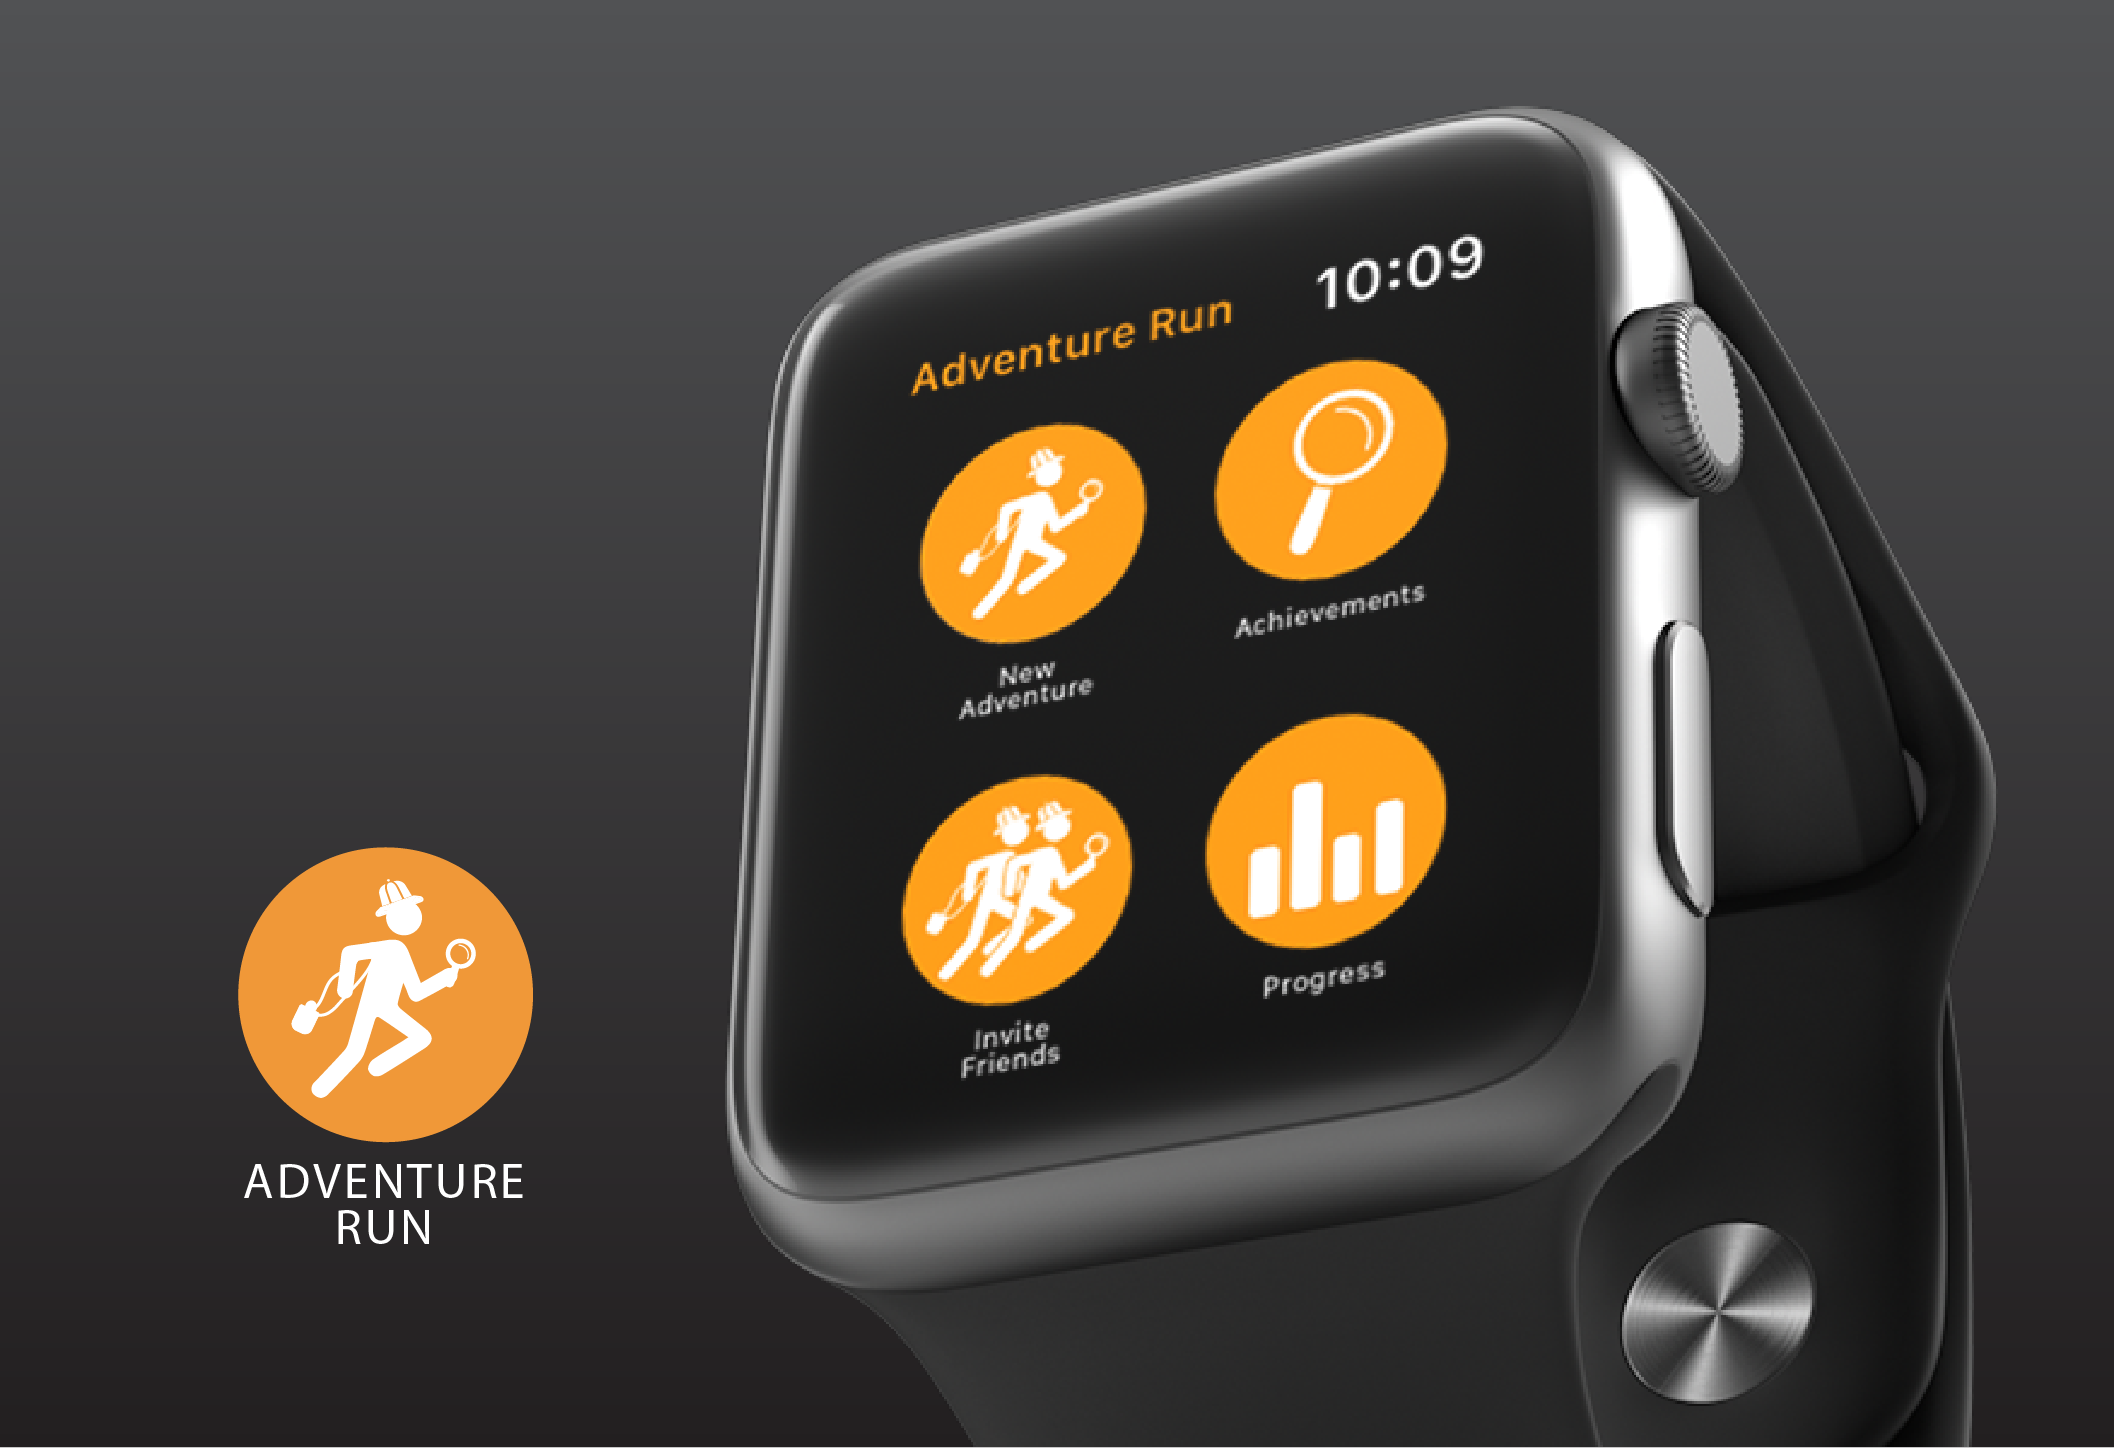 Adventure Run
10:09
New
Adventure
Achievements
Invite
Friends
Progress
ADVENTURE
RUN